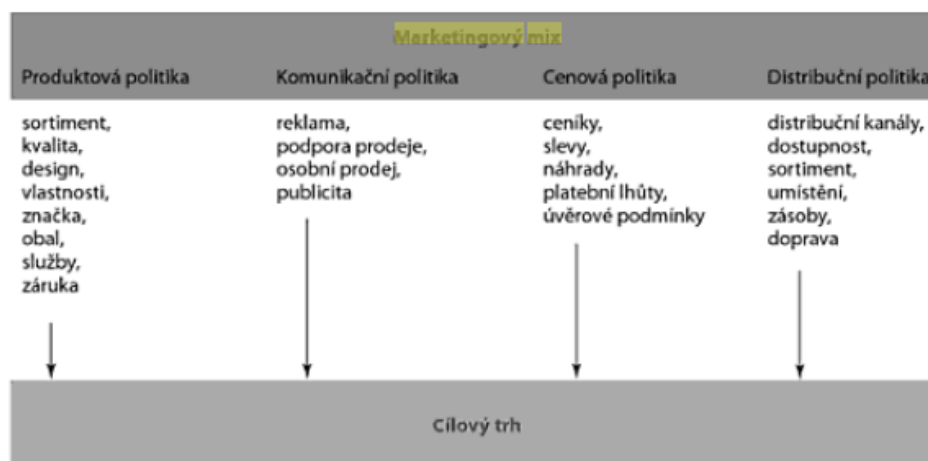 Marketingový mix
Produktová politika
Komunikační politika
Cenová politika
Distribuční politika
sortiment,
kvalita,
design,
vlastnosti,
značka,
obal,
služby,
záruka
reklama,
podpora prodeje,
osobní prodej,
publicita
ceníky,
slevy,
náhrady,
platební lhůty,
úvěrové podmínky
distribuční kanály,
dostupnost,
sortiment,
umístění,
zásoby,
doprava
Cílový trh